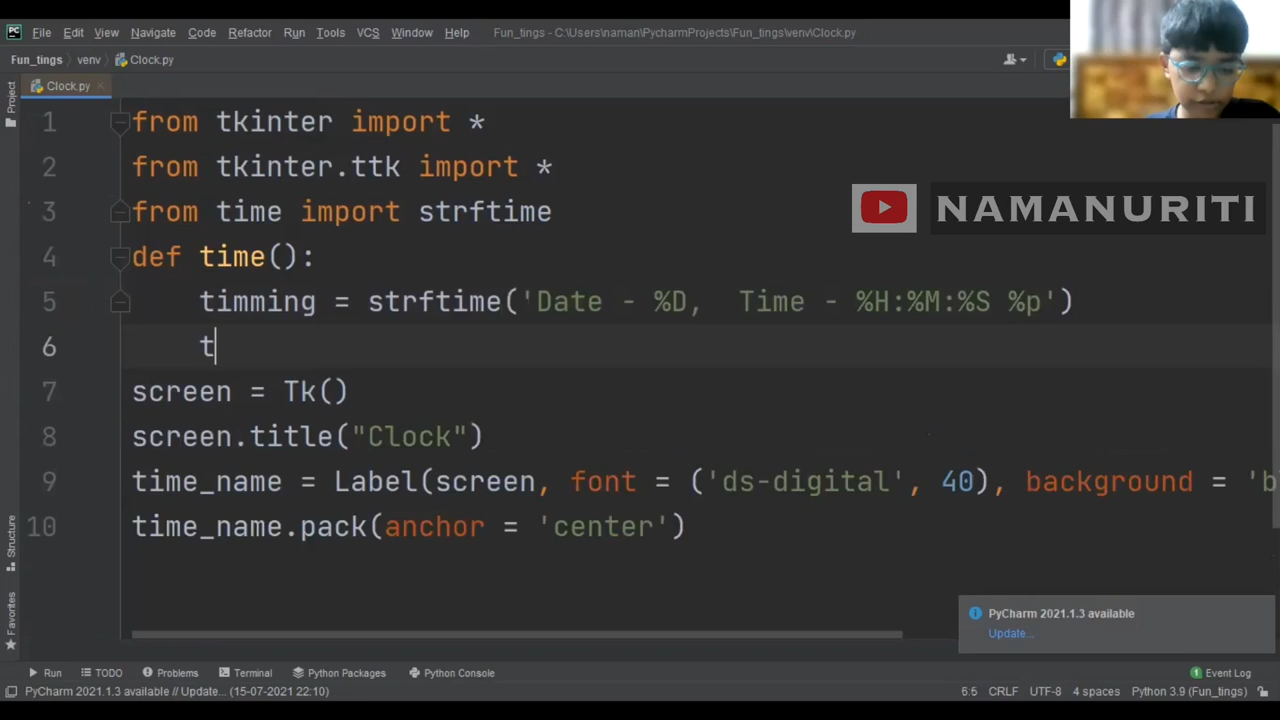 PC File Edit View Navigate Code Refactor Run Tools VCS Window Help Fun_tings - C:\Users\naman\PycharmProjects\Fun_tings\venv\Clock.py
Fun_tings venv Clock.py
Project
Clock.py
1 from tkinter import *
2 from tkinter.ttk import *
3 from time import strftime
NAMANURITI
4 def time():
5 timming = strftime('Date - %D,  Time - %H:%M:%S %p')
6 t
7 screen = Tk()
8 screen.title("Clock")
9 time_name = Label(screen, font = ('ds-digital', 40), background = 'b
10 time_name.pack(anchor = 'center')
Structure
Favorites
PyCharm 2021.1.3 available
Update...
Run TODO Problems Terminal Python Packages Python Console 1 Event Log
PyCharm 2021.1.3 available // Update... (15-07-2021 22:10) 6:5 CRLF UTF-8 4 spaces Python 3.9 (Fun_tings)